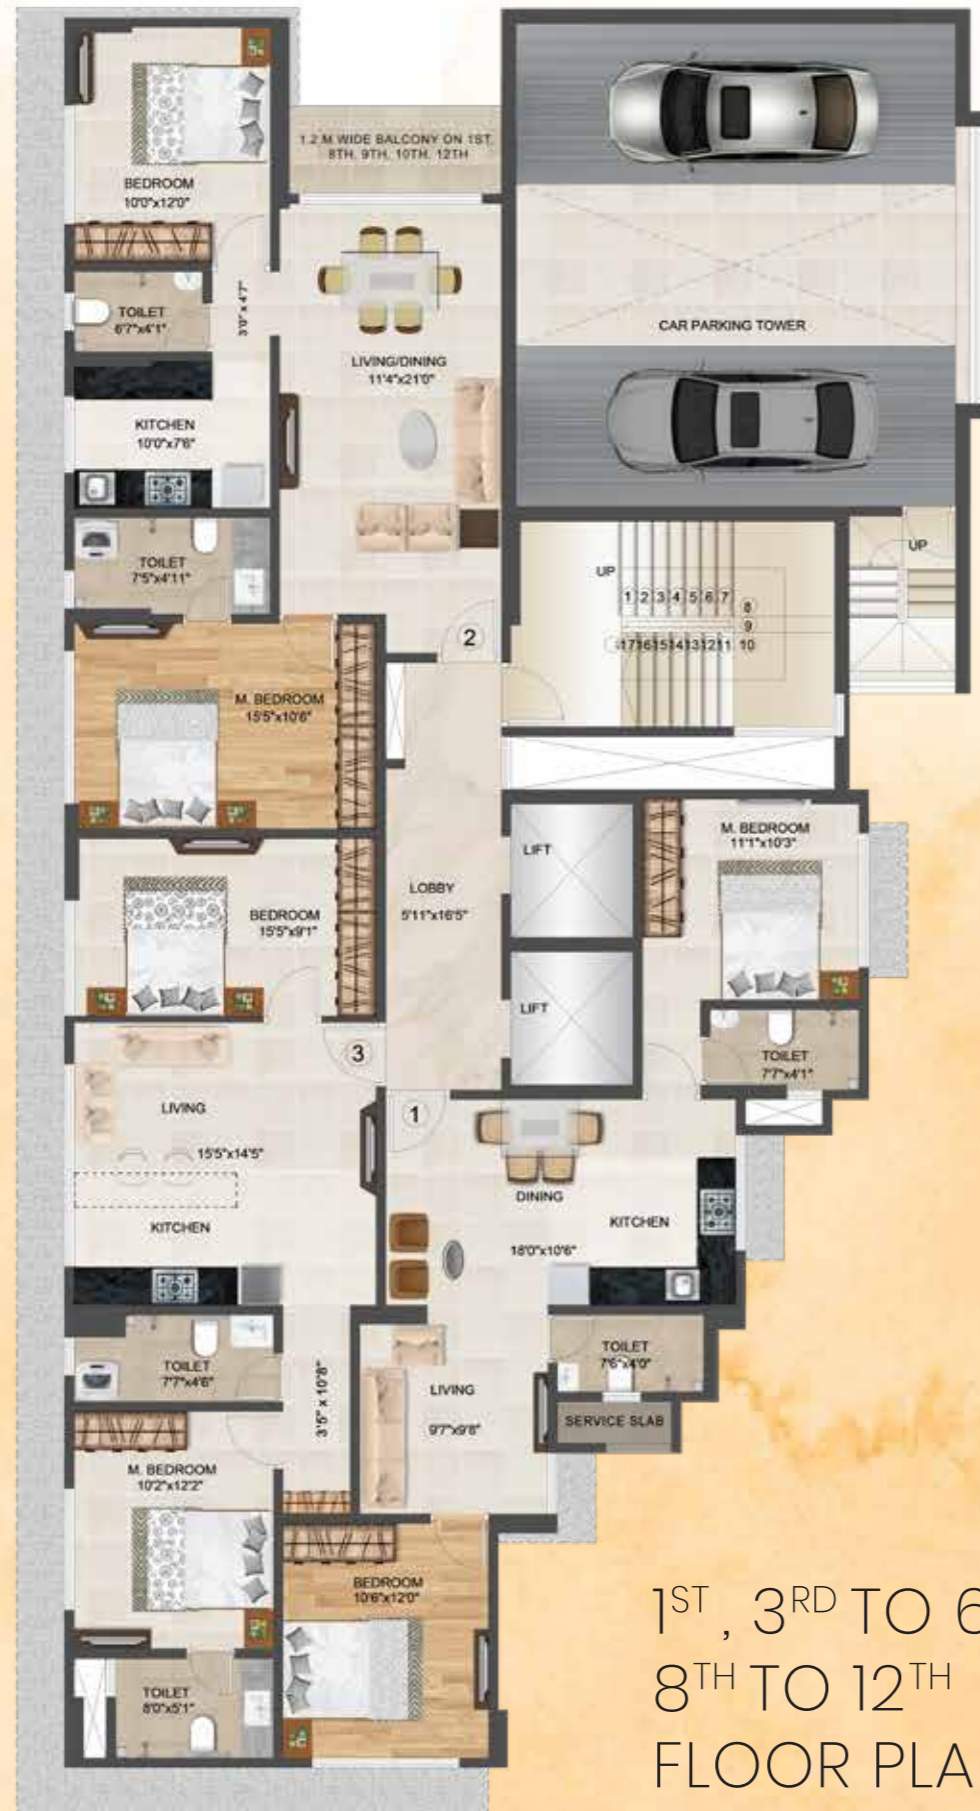 BEDROOM
10'0"x12'0"
1.2 M WIDE BALCONY ON 1ST,
8TH, 9TH, 10TH, 12TH
TOILET
6'7"x4'1"
3'0" x 4'7"
LIVING/DINING
11'4"x21'0"
CAR PARKING TOWER
KITCHEN
10'0"x7'6"
TOILET
7'5"x4'11"
UP
1 2 3 4 5 6 7
8
9
17 16 15 14 13 12 11 10
UP
2
M. BEDROOM
15'5"x10'6"
LIFT
M. BEDROOM
11'1"x10'3"
LOBBY
5'11"x16'5"
BEDROOM
15'5"x9'1"
LIFT
3
TOILET
7'7"x4'1"
LIVING
1
15'5"x14'5"
KITCHEN
DINING
KITCHEN
18'0"x10'6"
TOILET
7'7"x4'6"
3'5" x 10'8"
TOILET
7'6"x4'0"
LIVING
9'7"x9'8"
SERVICE SLAB
M. BEDROOM
10'2"x12'2"
BEDROOM
10'6"x12'0"
TOILET
8'0"x5'1"
1ST , 3RD TO 6
8TH TO 12TH
FLOOR PLA